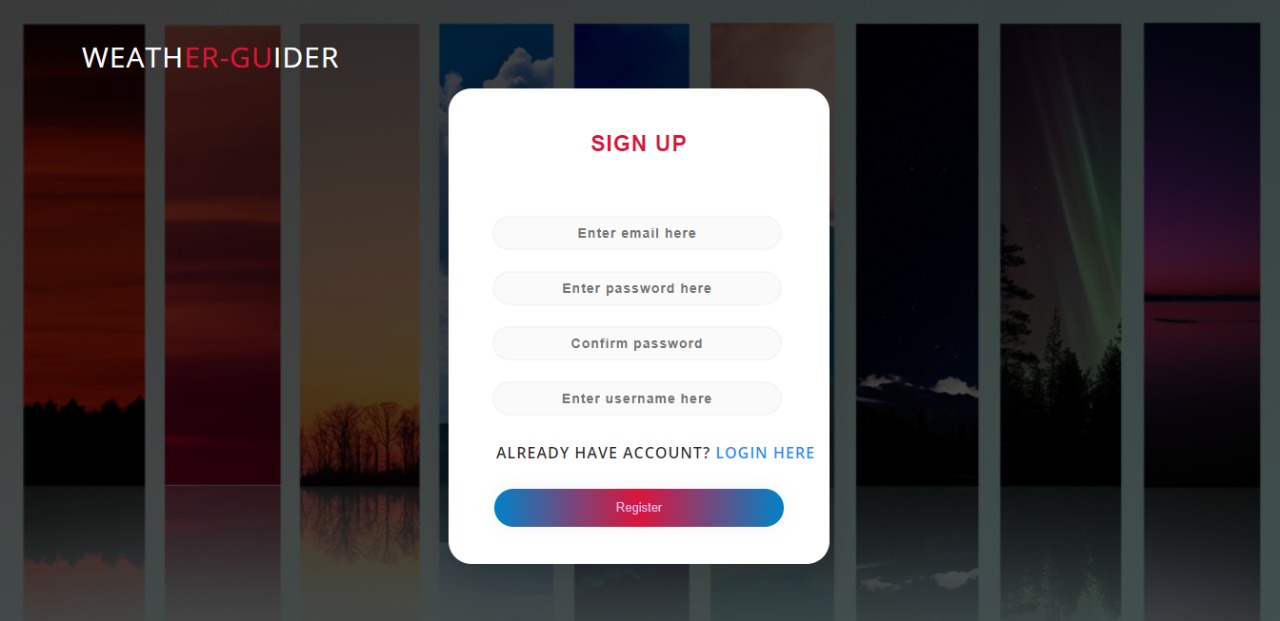 WEATHER-GUIDER
SIGN UP
Enter email here
Enter password here
Confirm password
Enter username here
ALREADY HAVE ACCOUNT? LOGIN HERE
Register